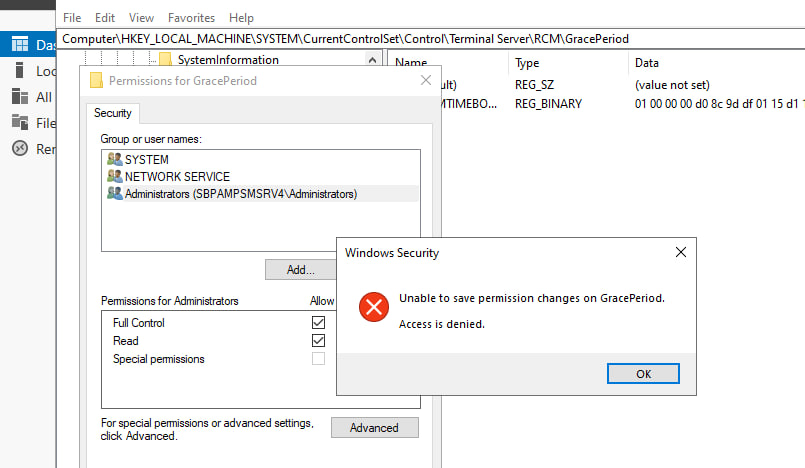 File Edit View Favorites Help
Computer\HKEY_LOCAL_MACHINE\SYSTEM\CurrentControlSet\Control\Terminal Server\RCM\GracePeriod
Das
Loc
All
File
Rer
SystemInformation
Name Type Data
ult) REG_SZ (value not set)
MTIMEBO... REG_BINARY 01 00 00 00 d0 8c 9d df 01 15 d1
Permissions for GracePeriod
Security
Group or user names:
SYSTEM
NETWORK SERVICE
Administrators (SBPAMPSMSRV4\Administrators)
Add...
Permissions for Administrators Allow
Full Control
Read
Special permissions
For special permissions or advanced settings,
click Advanced.
Advanced
Windows Security
Unable to save permission changes on GracePeriod.
Access is denied.
OK